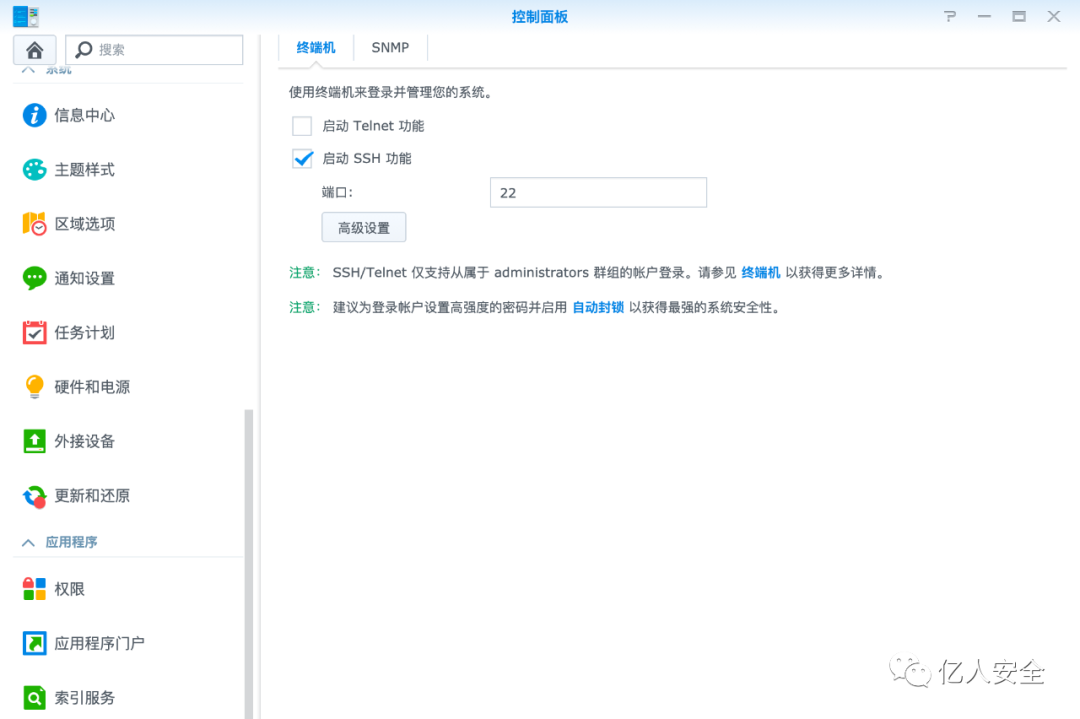 控制面板
搜索
系统
信息中心
主题样式
区域选项
通知设置
任务计划
硬件和电源
外接设备
更新和还原
应用程序
权限
应用程序门户
索引服务
终端机 SNMP
使用终端机来登录并管理您的系统。
启动 Telnet 功能
启动 SSH 功能
端口: 22
高级设置
注意: SSH/Telnet 仅支持从属于 administrators 群组的帐户登录。请参见 终端机 以获得更多详情。
注意: 建议为登录帐户设置高强度的密码并启用 自动封锁 以获得最强的系统安全性。
亿人安全